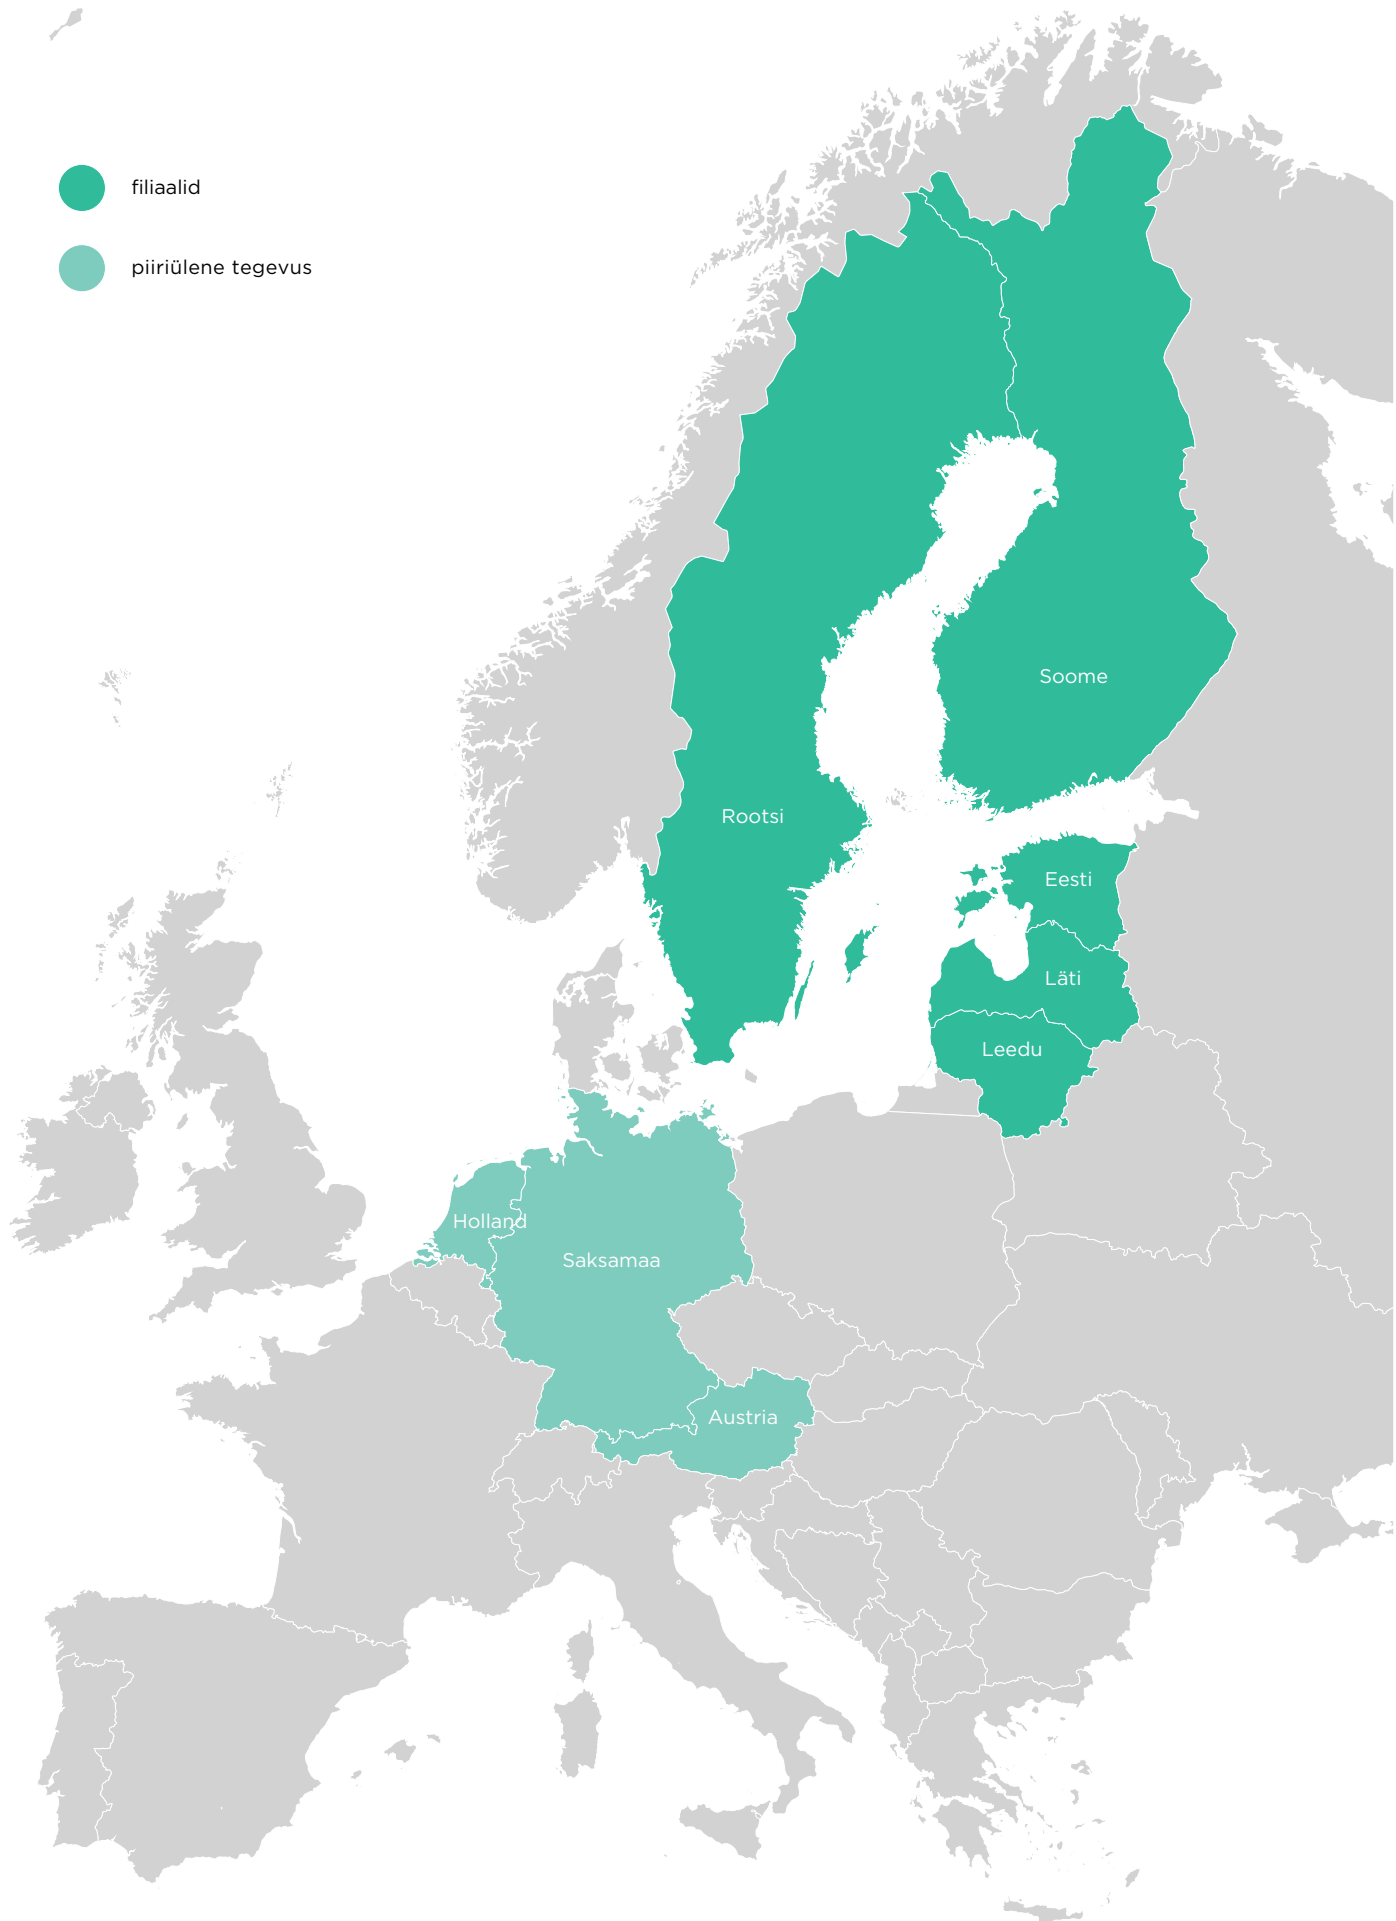 filiaalid
piiriülene tegevus
Soome
Rootsi
Eesti
Läti
Leedu
Holland
Saksamaa
Austria